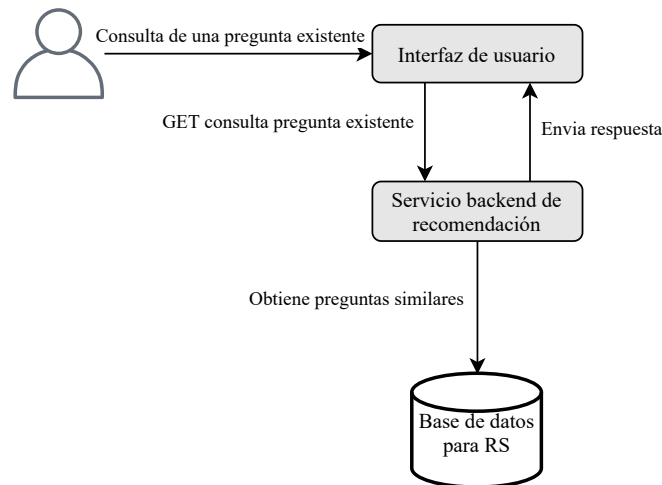 Consulta de una pregunta existente
Interfaz de usuario
GET consulta pregunta existente
Envia respuesta
Servicio backend de
recomendación
Obtiene preguntas similares
Base de datos
para RS